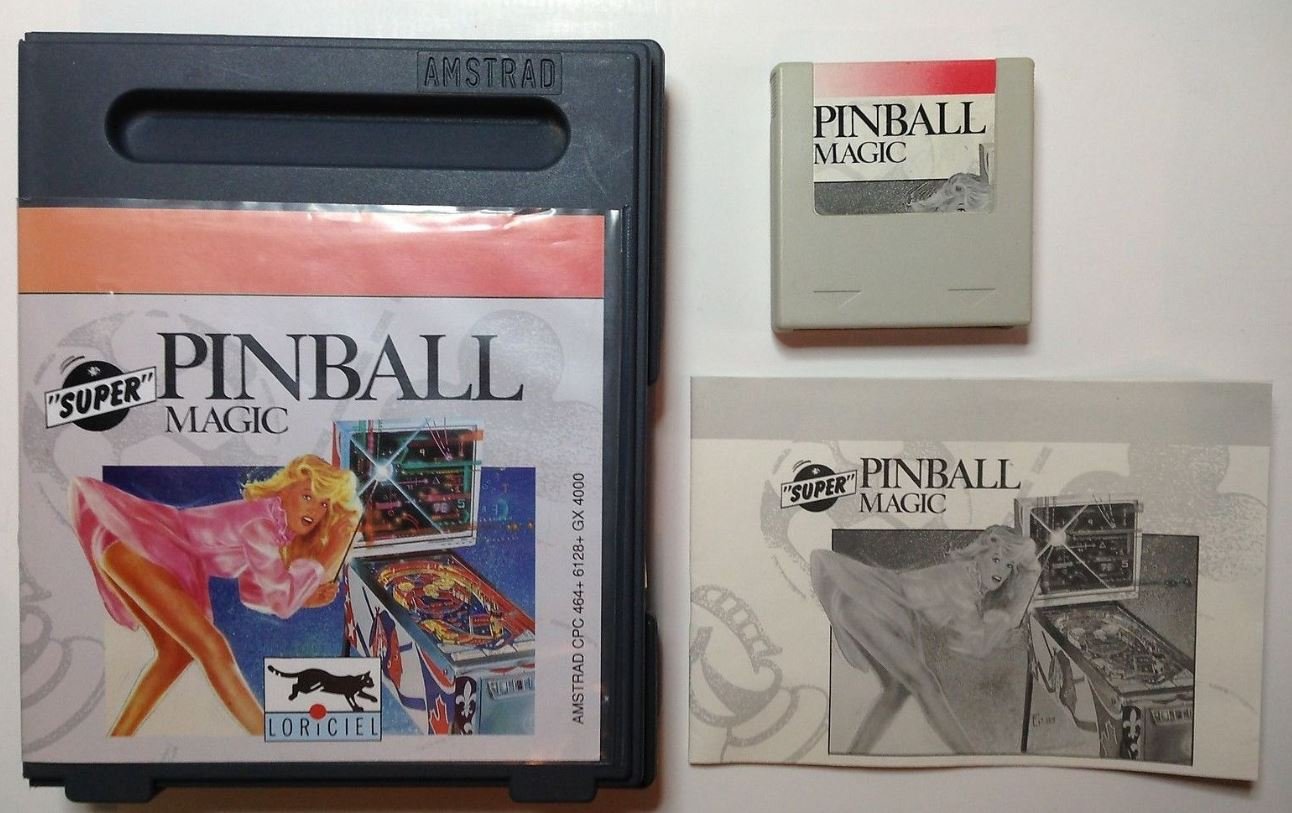 AMSTRAD
"SUPER" PINBALL
MAGIC
AMSTRAD CPC 464+ 6128+ GX 4000
LORICIEL
PINBALL
MAGIC
"SUPER" PINBALL
MAGIC